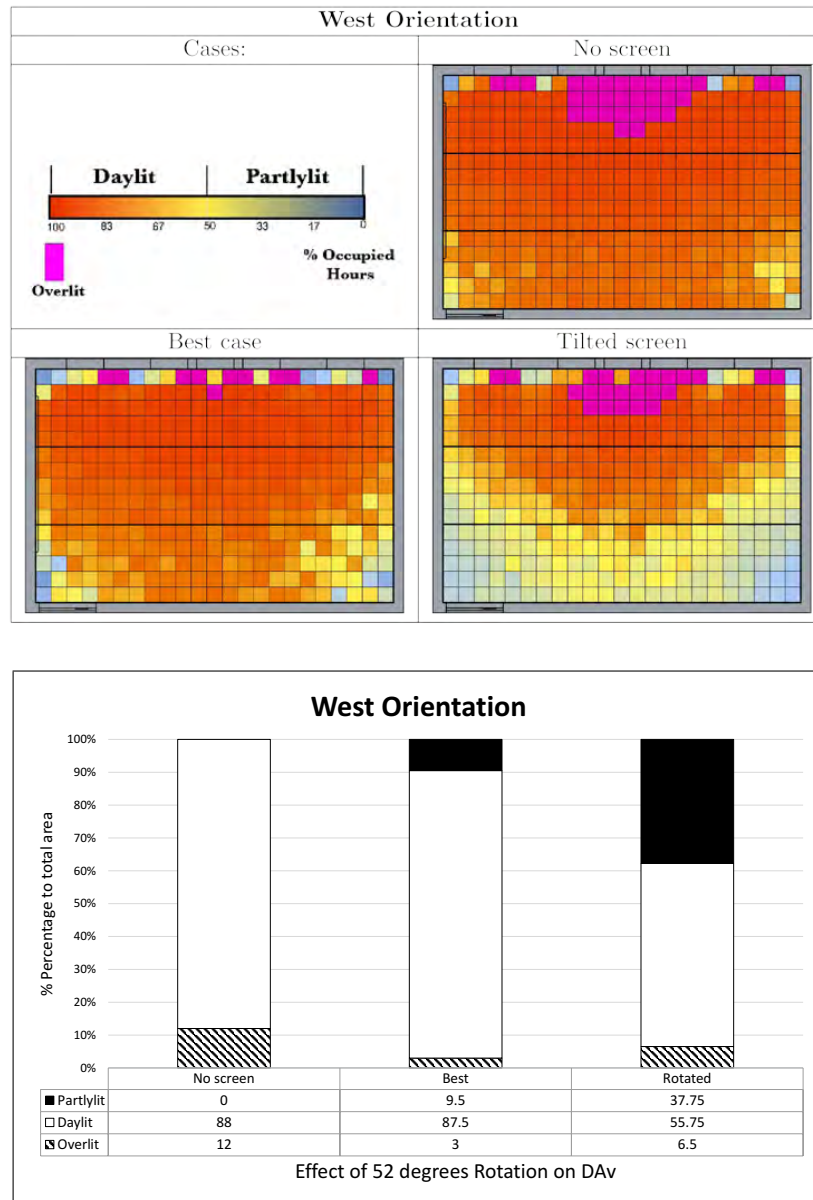 West Orientation
Cases:
No screen
Daylit
Partlylit
100 83 67 50 33 17 0
Overlit
% Occupied
Hours
Best case
Tilted screen
West Orientation
% Percentage to total area
100%
90%
80%
70%
60%
50%
40%
30%
20%
10%
0%
No screen Best Rotated
Partlylit 0 9.5 37.75
Daylit 88 87.5 55.75
Overlit 12 3 6.5
Effect of 52 degrees Rotation on DAv